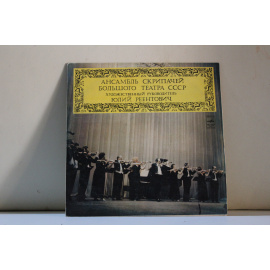 АНСАМБЛЬ СКРИПАЧЕЙ
БОЛЬШОГО ТЕАТРА СССР
ХУДОЖЕСТВЕННЫЙ РУКОВОДИТЕЛЬ
ЮЛИЙ РЕЕНТОВИЧ